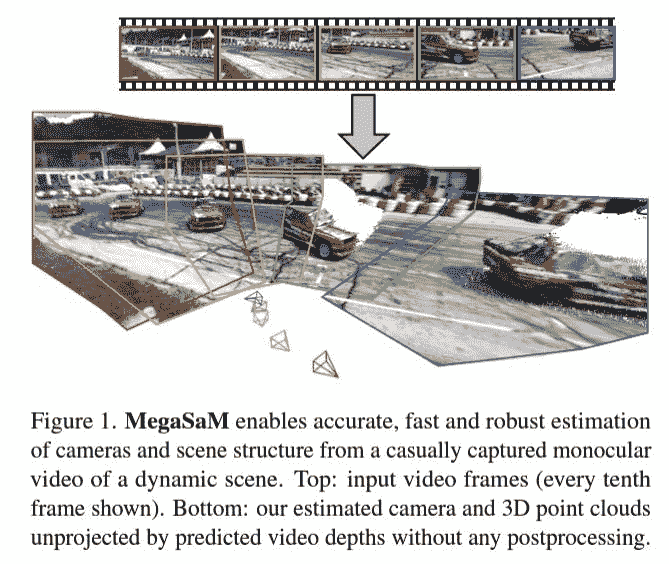 Figure 1. MegaSaM enables accurate, fast and robust estimation
of cameras and scene structure from a casually captured monocular
video of a dynamic scene. Top: input video frames (every tenth
frame shown). Bottom: our estimated camera and 3D point clouds
unprojected by predicted video depths without any postprocessing.